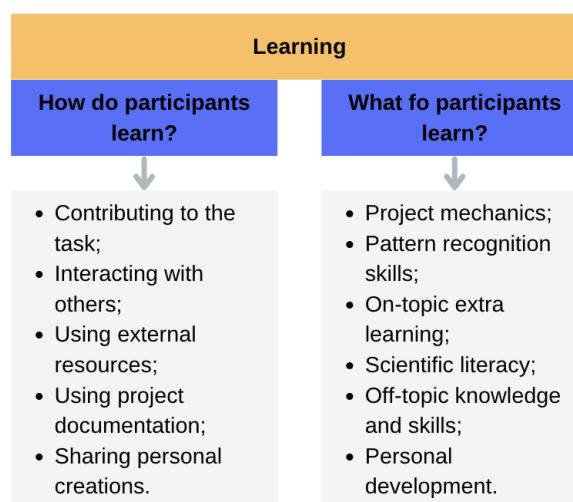 Learning
How do participants
learn?
What fo participants
learn?
• Contributing to the
task;
• Interacting with
others;
• Using external
resources;
• Using project
documentation;
• Sharing personal
creations.
• Project mechanics;
• Pattern recognition
skills;
• On-topic extra
learning;
• Scientific literacy;
• Off-topic knowledge
and skills;
• Personal
development.